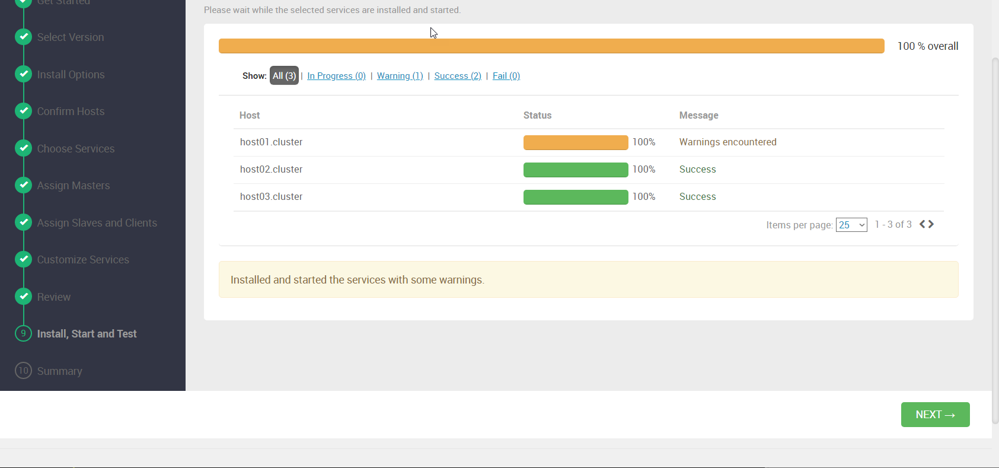 Get Started
Select Version
Install Options
Confirm Hosts
Choose Services
Assign Masters
Assign Slaves and Clients
Customize Services
Review
9 Install, Start and Test
10 Summary
Please wait while the selected services are installed and started.
100 % overall
Show: All (3) | In Progress (0) | Warning (1) | Success (2) | Fail (0)
Host Status Message
host01.cluster 100% Warnings encountered
host02.cluster 100% Success
host03.cluster 100% Success
Items per page: 25 1 - 3 of 3
Installed and started the services with some warnings.
NEXT→